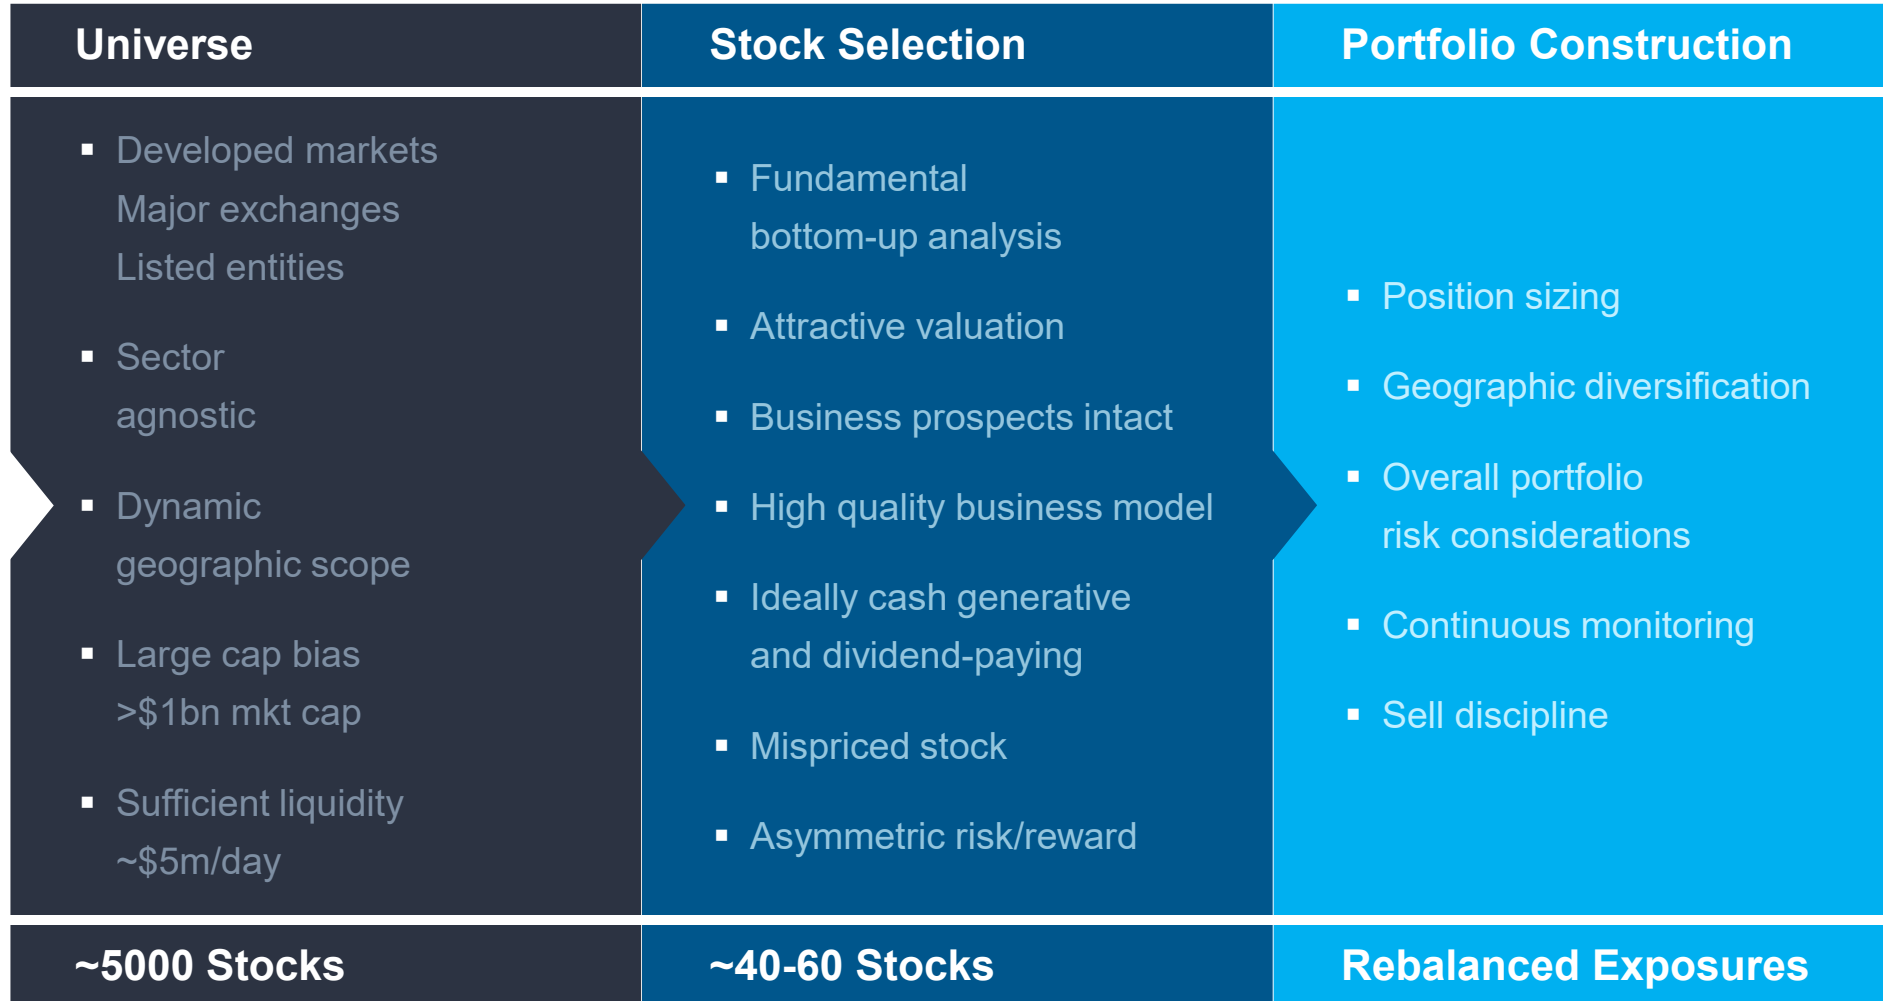 Universe
Developed markets
Major exchanges
Listed entities
Sector
agnostic
Dynamic
geographic scope
Large cap bias
>$1bn mkt cap
Sufficient liquidity
~$5m/day
~5000 Stocks
Stock Selection
Fundamental
bottom-up analysis
Attractive valuation
Business prospects intact
High quality business model
Ideally cash generative
and dividend-paying
Mispriced stock
Asymmetric risk/reward
~40-60 Stocks
Portfolio Construction
Position sizing
Geographic diversification
Overall portfolio
risk considerations
Continuous monitoring
Sell discipline
Rebalanced Exposures